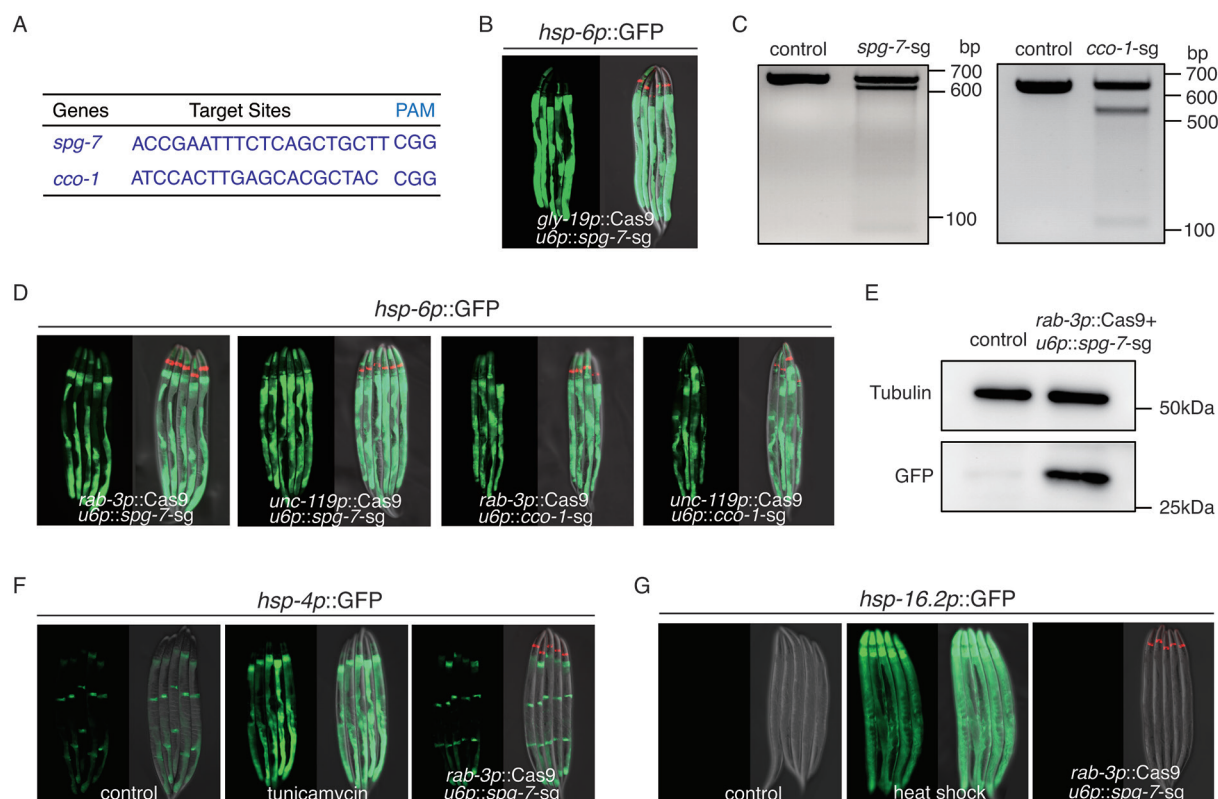 A
Genes Target Sites PAM
spg-7 ACCGAATTTCTCAGCTGCTT CGG
cco-1 ATCCACTTGAGCACGCTAC CGG
B
hsp-6p::GFP
gly-19p::Cas9
u6p::spg-7-sg
C
control spg-7-sg bp
700
600
100
control cco-1-sg bp
700
600
500
100
D
hsp-6p::GFP
rab-3p::Cas9
u6p::spg-7-sg
unc-119p::Cas9
u6p::spg-7-sg
rab-3p::Cas9
u6p::cco-1-sg
unc-119p::Cas9
u6p::cco-1-sg
E
control
rab-3p::Cas9+
u6p::spg-7-sg
Tubulin
50kDa
GFP
25kDa
F
hsp-4p::GFP
control
tunicamycin
rab-3p::Cas9
u6p::spg-7-sg
G
hsp-16.2p::GFP
control
heat shock
rab-3p::Cas9
u6p::spg-7-sg